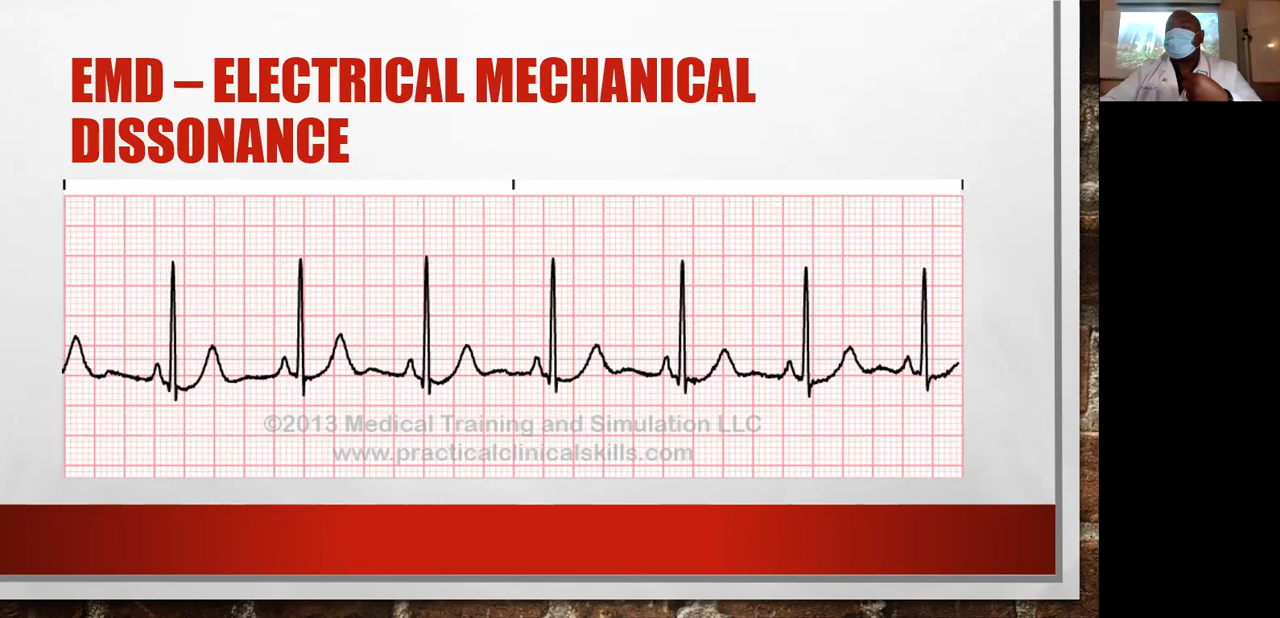 EMD – ELECTRICAL MECHANICAL
DISSONANCE
©2013 Medical Training and Simulation LLC
www.practicalclinicalskills.com